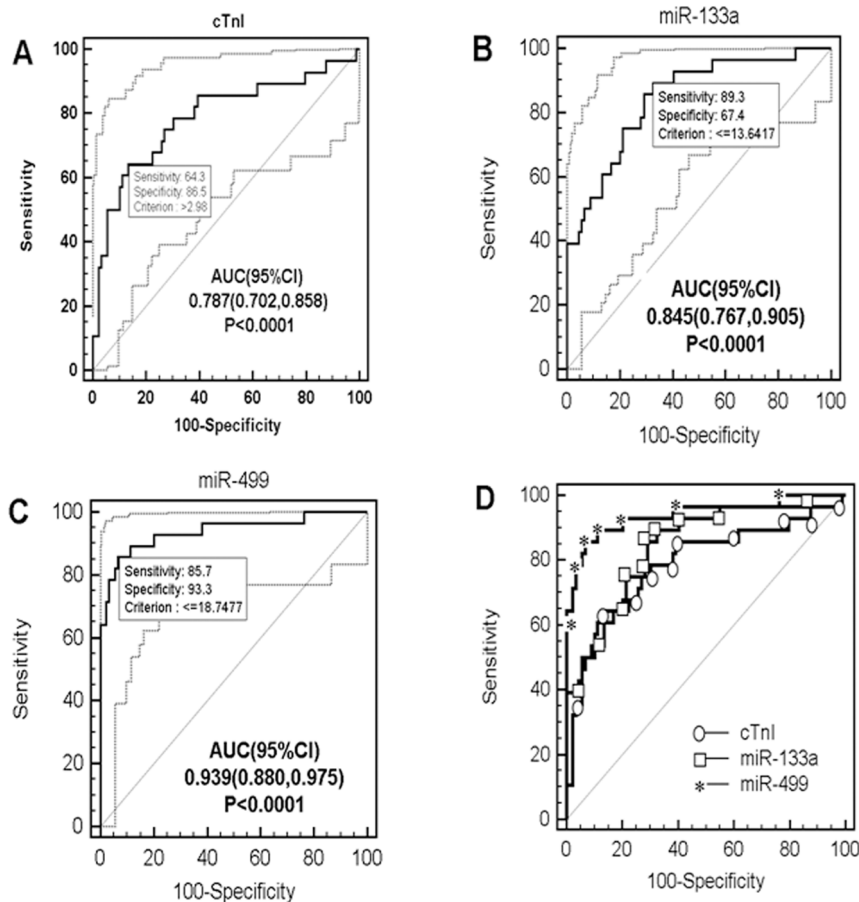 A
cTnI
100
80
60
40
20
0
Sensitivity
Sensitivity: 64.3
Specificity: 86.5
Criterion : >2.98
AUC(95%CI)
0.787(0.702,0.858)
P<0.0001
0 20 40 60 80 100
100-Specificity
B
miR-133a
100
80
60
40
20
0
Sensitivity
Sensitivity: 89.3
Specificity: 67.4
Criterion : <=13.6417
AUC(95%CI)
0.845(0.767,0.905)
P<0.0001
0 20 40 60 80 100
100-Specificity
C
miR-499
100
80
60
40
20
0
Sensitivity
Sensitivity: 85.7
Specificity: 93.3
Criterion : <=18.7477
AUC(95%CI)
0.939(0.880,0.975)
P<0.0001
0 20 40 60 80 100
100-Specificity
D
100
80
60
40
20
0
Sensitivity
cTnI
miR-133a
miR-499
0 20 40 60 80 100
100-Specificity